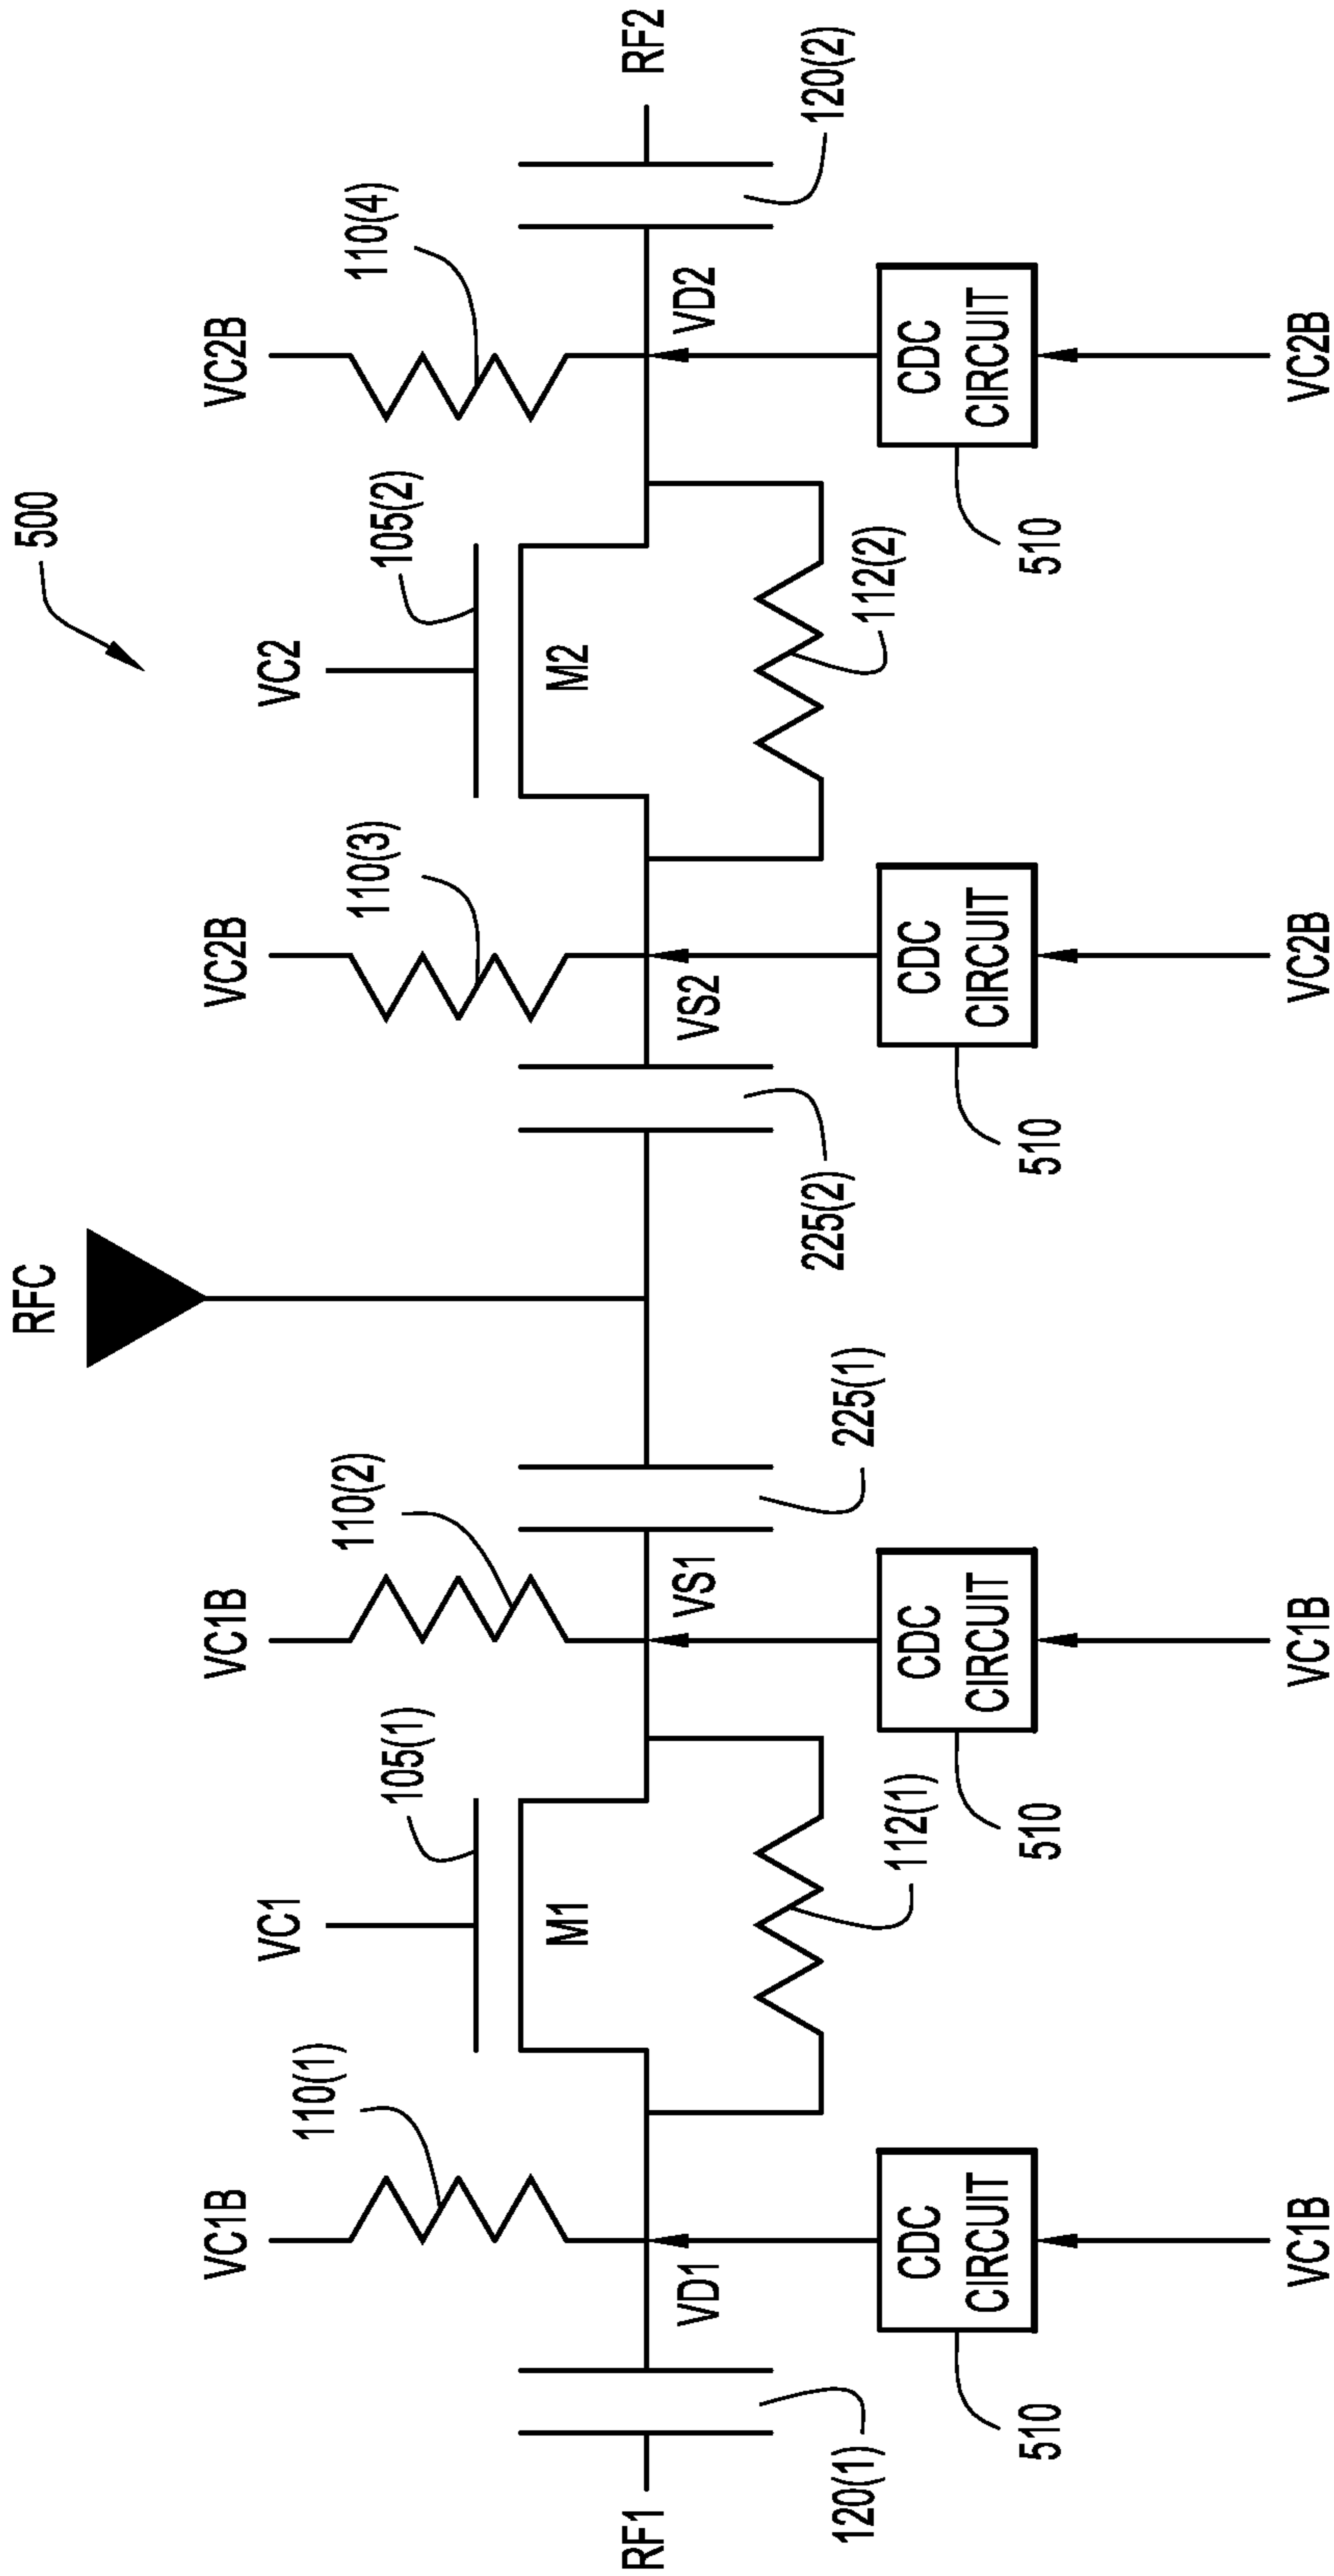 500
RFC
VC1B
110(1)
VC1
105(1)
VC1B
110(2)
VC2B
110(3)
VC2
105(2)
VC2B
110(4)
M1
M2
RF1
VD1
VS1
VS2
VD2
RF2
120(1)
112(1)
225(1)
225(2)
112(2)
120(2)
CDC
CIRCUIT
CDC
CIRCUIT
CDC
CIRCUIT
CDC
CIRCUIT
510
510
510
510
VC1B
VC1B
VC2B
VC2B